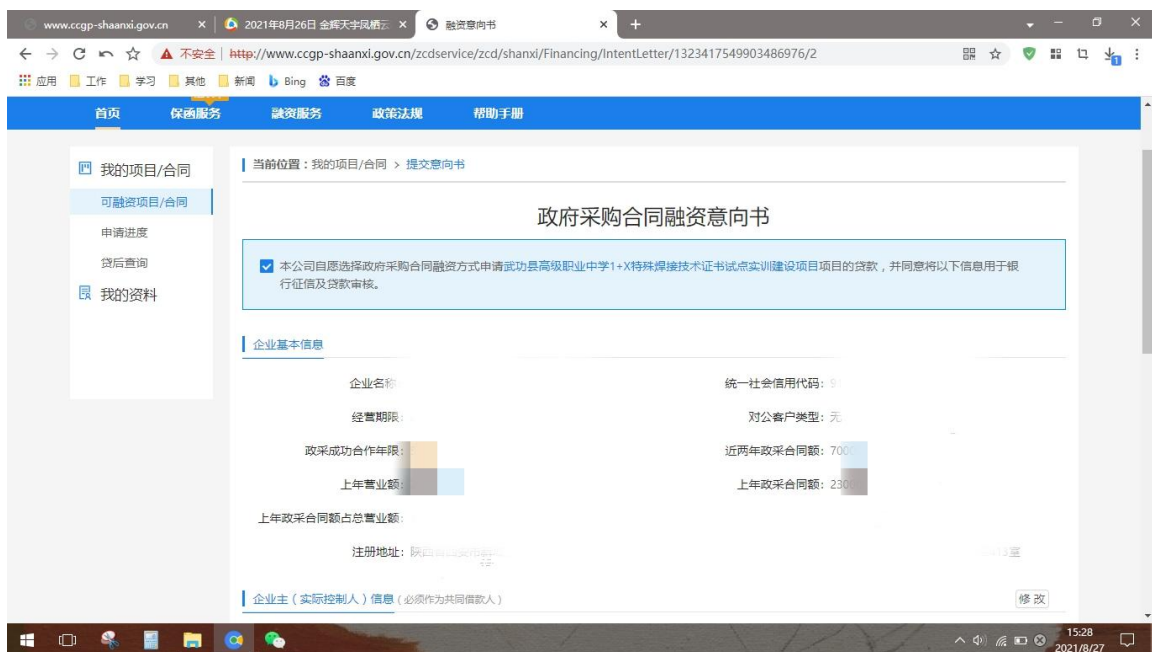 www.ccgp-shaanxi.gov.cn
2021年8月26日 金辉天宇凤栖云
融资意向书
不安全 http://www.ccgp-shaanxi.gov.cn/zcdservice/zcd/shanxi/Financing/IntentLetter/1323417549903486976/2
应用 工作 学习 其他 新闻 Bing 百度
首页 保函服务 融资服务 政策法规 帮助手册
我的项目/合同
可融资项目/合同
申请进度
贷后查询
我的资料
当前位置：我的项目/合同 > 提交意向书
政府采购合同融资意向书
本公司自愿选择政府采购合同融资方式申请武功县高级职业中学1+X特殊焊接技术证书试点实训建设项目项目的贷款，并同意将以下信息用于银
行征信及贷款审核。
企业基本信息
企业名称 统一社会信用代码：9
经营期限： 对公客户类型：无
政采成功合作年限： 近两年政采合同额：700
上年营业额： 上年政采合同额：230
上年政采合同额占总营业额：
注册地址：陕西 室
企业主（实际控制人）信息（必须作为共同借款人） 修改
15:28
2021/8/27